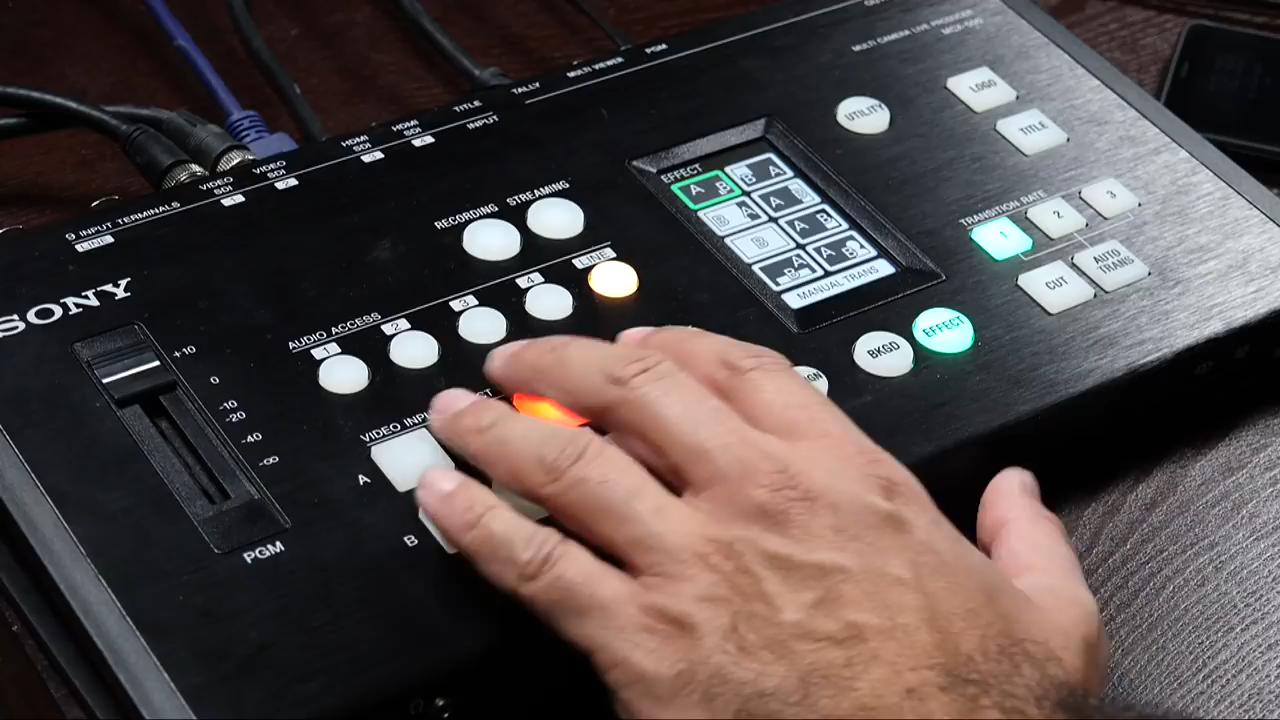 MULTI CAMERA LIVE PRODUCER
MCX-500
PGM
MULTI VIEWER
TALLY
TITLE
INPUT
HDMI
SDI
4
HDMI
SDI
3
VIDEO
SDI
2
VIDEO
SDI
1
INPUT TERMINALS
LINE
SONY
UTILITY
LOGO
TITLE
RECORDING
STREAMING
EFFECT
A B
B A
B A
A B
B
A B
A B
A B
MANUAL TRANS
TRANSITION RATE
1
2
3
CUT
AUTO
TRANS
BKGD
EFFECT
AUDIO ACCESS
1
2
3
4
LINE
+10
0
-10
-20
-40
-∞
PGM
VIDEO INPU
A
B